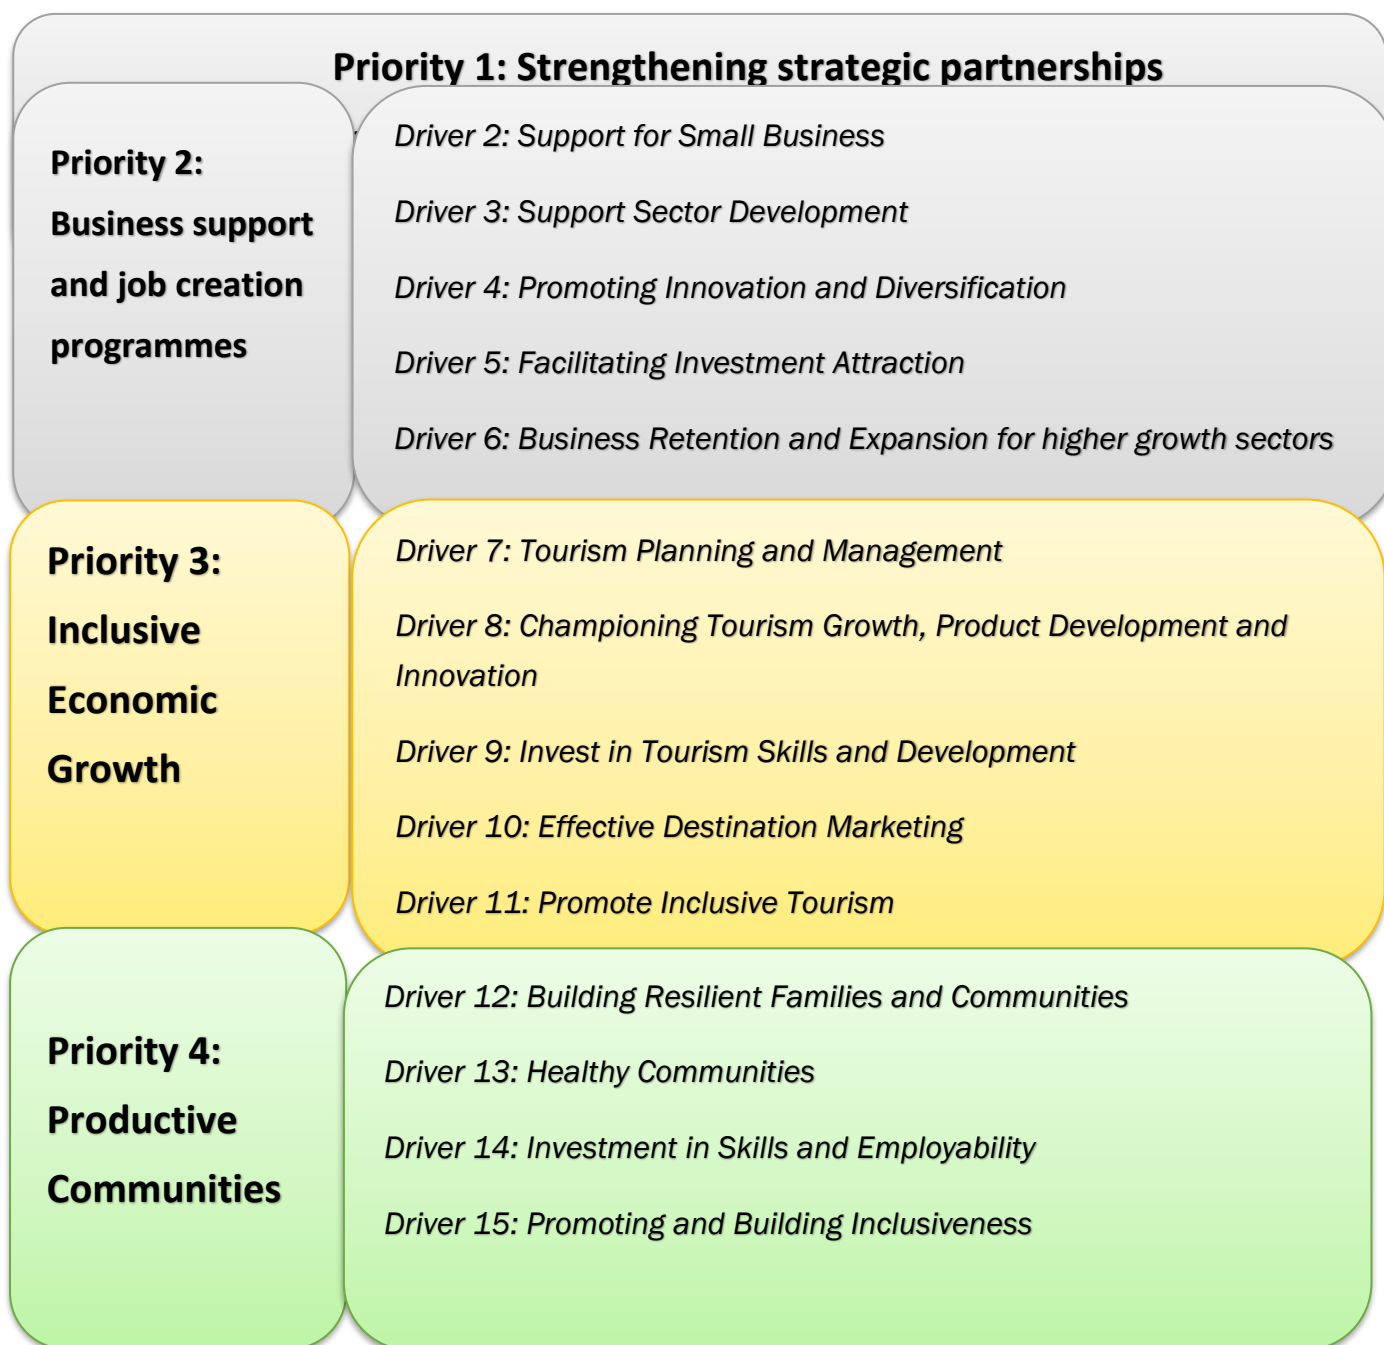 Priority 1: Strengthening strategic partnerships
Priority 2:
Business support
and job creation
programmes
Driver 2: Support for Small Business
Driver 3: Support Sector Development
Driver 4: Promoting Innovation and Diversification
Driver 5: Facilitating Investment Attraction
Driver 6: Business Retention and Expansion for higher growth sectors
Priority 3:
Inclusive
Economic
Growth
Driver 7: Tourism Planning and Management
Driver 8: Championing Tourism Growth, Product Development and
Innovation
Driver 9: Invest in Tourism Skills and Development
Driver 10: Effective Destination Marketing
Driver 11: Promote Inclusive Tourism
Priority 4:
Productive
Communities
Driver 12: Building Resilient Families and Communities
Driver 13: Healthy Communities
Driver 14: Investment in Skills and Employability
Driver 15: Promoting and Building Inclusiveness